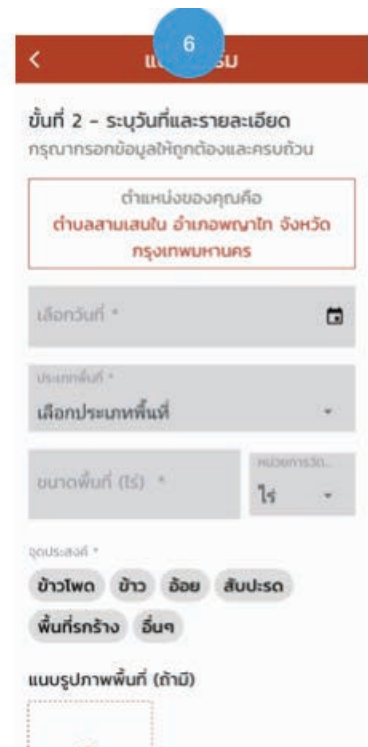 6
ขั้นที่ 2 - ระบุวันที่และรายละเอียด
กรุณากรอกข้อมูลให้ถูกต้องและครบถ้วน
ตำแหน่งของคุณคือ
ตำบลสามเสนใน อำเภอพญาไท จังหวัด
กรุงเทพมหานคร
เลือกวันที่ *
ประเภทพื้นที่ *
เลือกประเภทพื้นที่
ขนาดพื้นที่ (ไร่) *
หน่วยการวัด...
ไร่
จุดประสงค์ *
ข้าวโพด ข้าว อ้อย สับปะรด
พื้นที่รกร้าง อื่นๆ
แนบรูปภาพพื้นที่ (ถ้ามี)